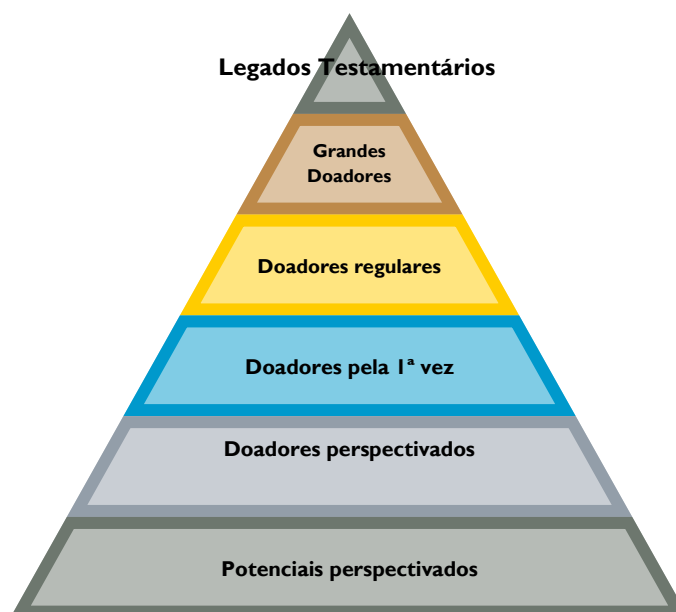 Legados Testamentários
Grandes
Doadores
Doadores regulares
Doadores pela 1ª vez
Doadores perspectivados
Potenciais perspectivados